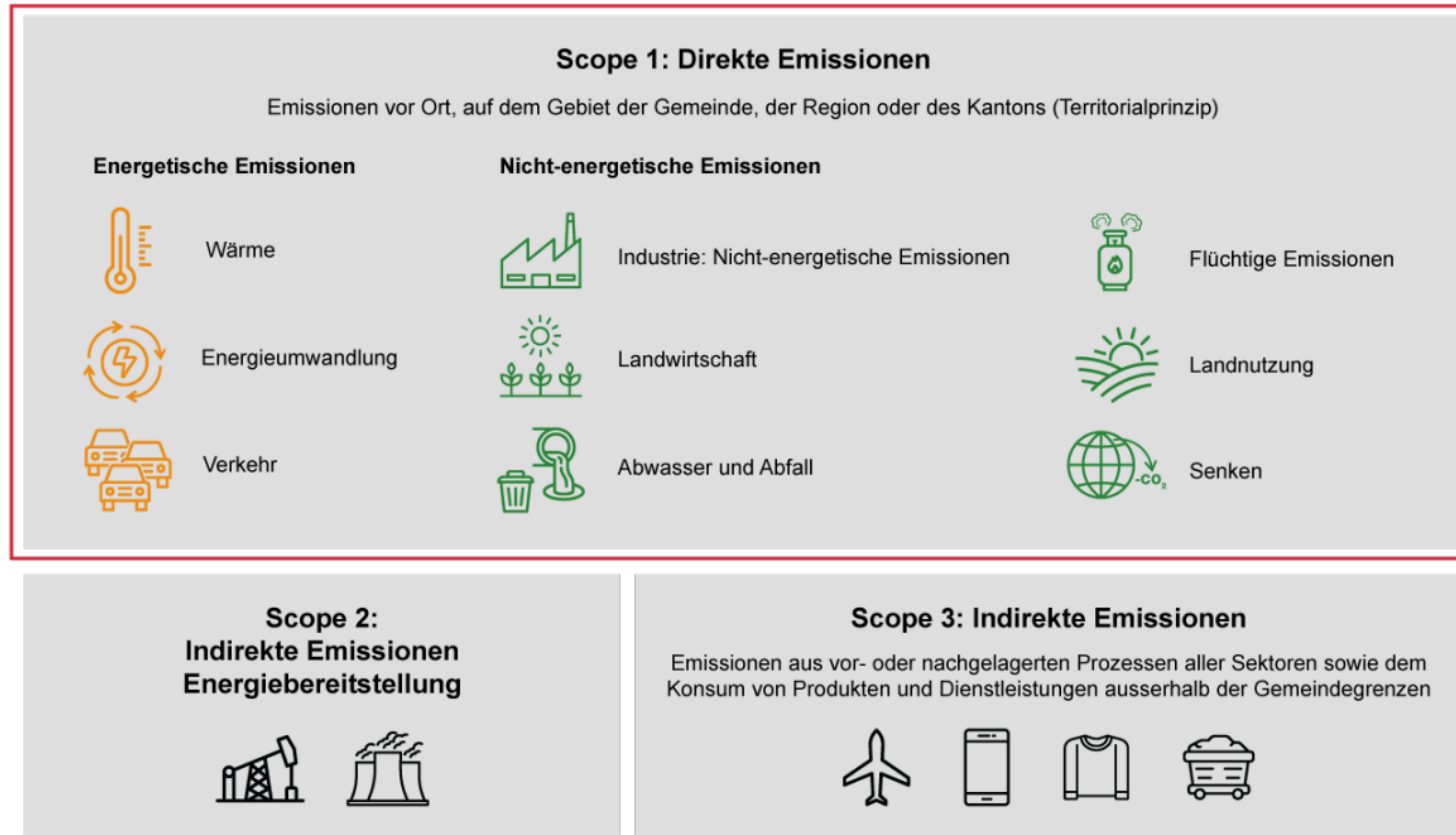 Scope 1: Direkte Emissionen
Emissionen vor Ort, auf dem Gebiet der Gemeinde, der Region oder des Kantons (Territorialprinzip)
Energetische Emissionen
Wärme
Energieumwandlung
Verkehr
Nicht-energetische Emissionen
Industrie: Nicht-energetische Emissionen
Landwirtschaft
Abwasser und Abfall
Flüchtige Emissionen
Landnutzung
-CO₂
Senken
Scope 2:
Indirekte Emissionen
Energiebereitstellung
Scope 3: Indirekte Emissionen
Emissionen aus vor- oder nachgelagerten Prozessen aller Sektoren sowie dem
Konsum von Produkten und Dienstleistungen ausserhalb der Gemeindegrenzen